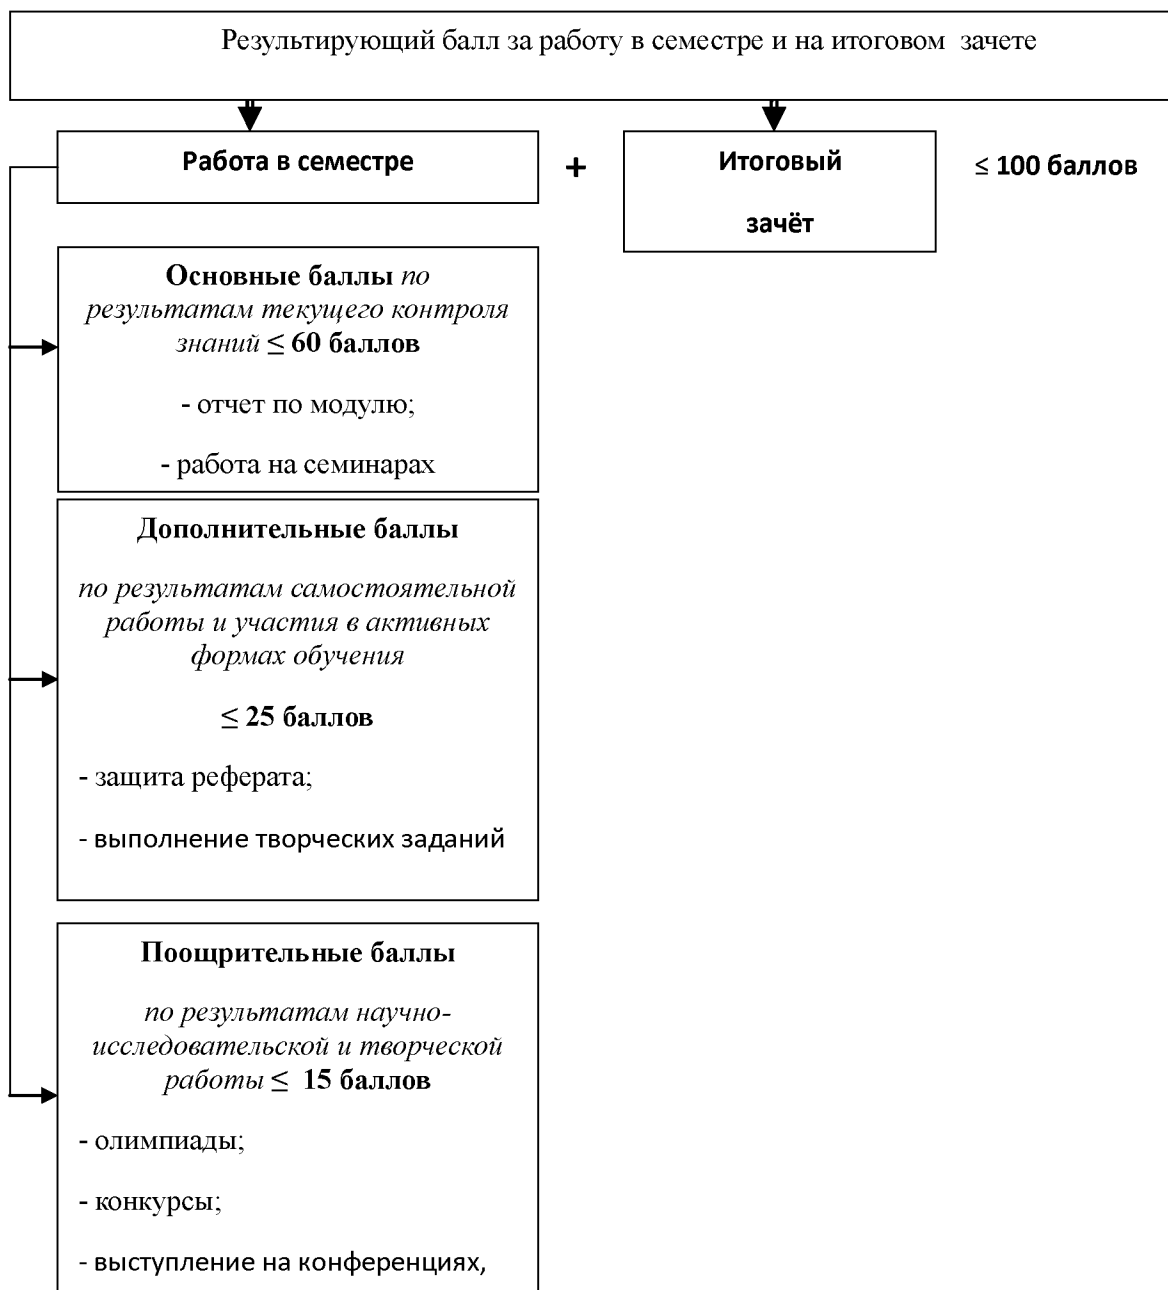 Результирующий балл за работу в семестре и на итоговом зачете
Работа в семестре
+
Итоговый
зачёт
≤ 100 баллов
Основные баллы по
результатам текущего контроля
знаний ≤ 60 баллов
- отчет по модулю;
- работа на семинарах
Дополнительные баллы
по результатам самостоятельной
работы и участия в активных
формах обучения
≤ 25 баллов
- защита реферата;
- выполнение творческих заданий
Поощрительные баллы
по результатам научно-
исследовательской и творческой
работы ≤ 15 баллов
- олимпиады;
- конкурсы;
- выступление на конференциях,